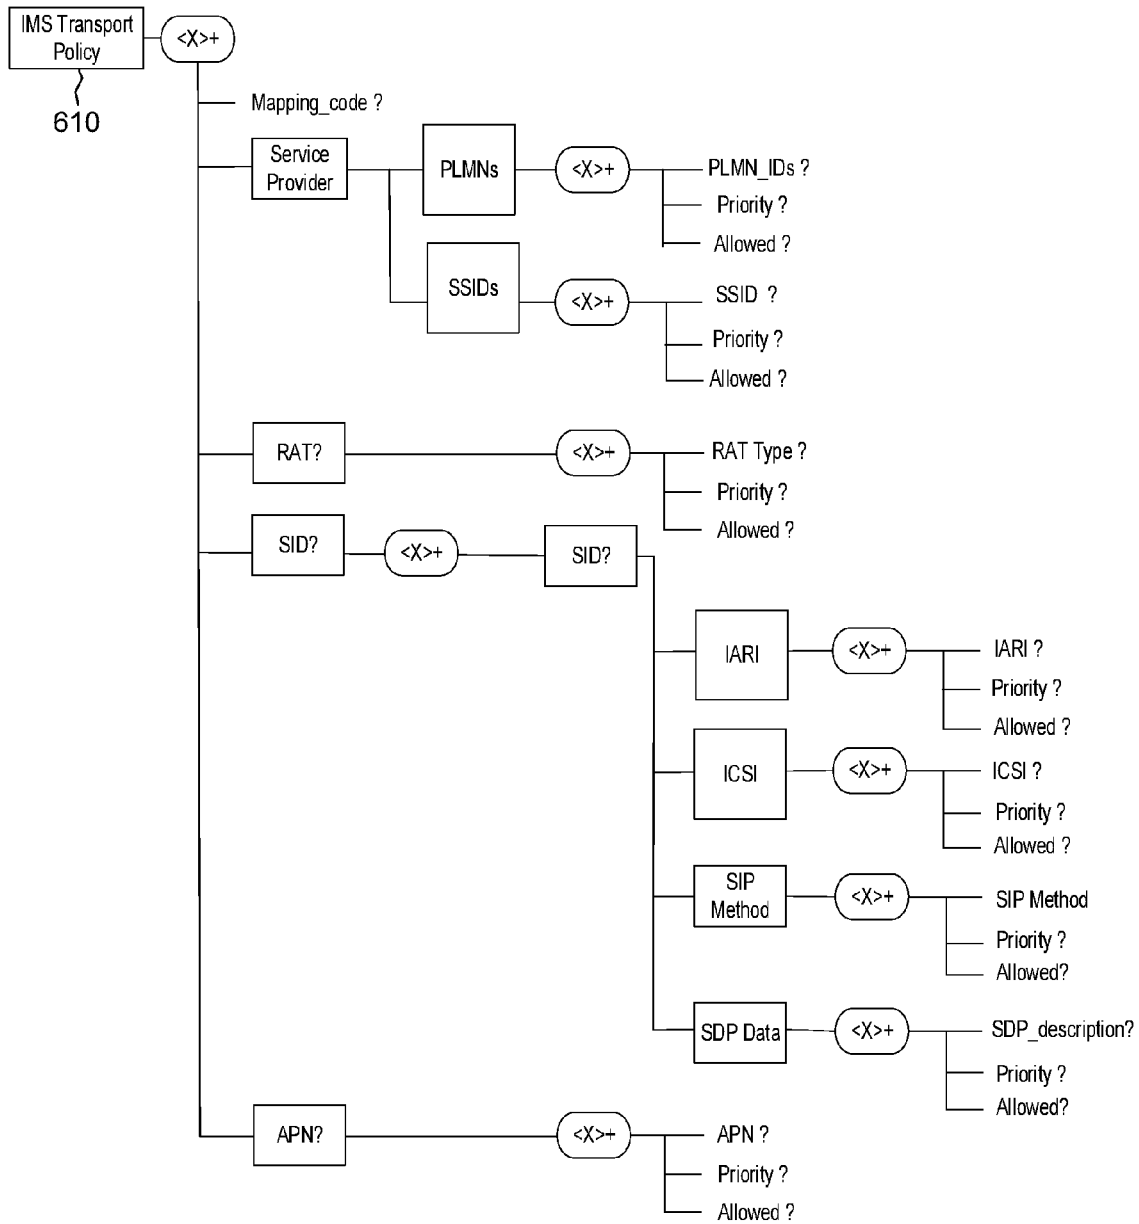 IMS Transport
Policy
<X>+
610
Mapping_code ?
Service
Provider
PLMNs
<X>+
PLMN_IDs ?
Priority ?
Allowed ?
SSIDs
<X>+
SSID ?
Priority ?
Allowed ?
RAT?
<X>+
RAT Type ?
Priority ?
Allowed ?
SID?
<X>+
SID?
IARI
<X>+
IARI ?
Priority ?
Allowed ?
ICSI
<X>+
ICSI ?
Priority ?
Allowed ?
SIP
Method
<X>+
SIP Method
Priority ?
Allowed?
SDP Data
<X>+
SDP_description?
Priority ?
Allowed?
APN?
<X>+
APN ?
Priority ?
Allowed ?